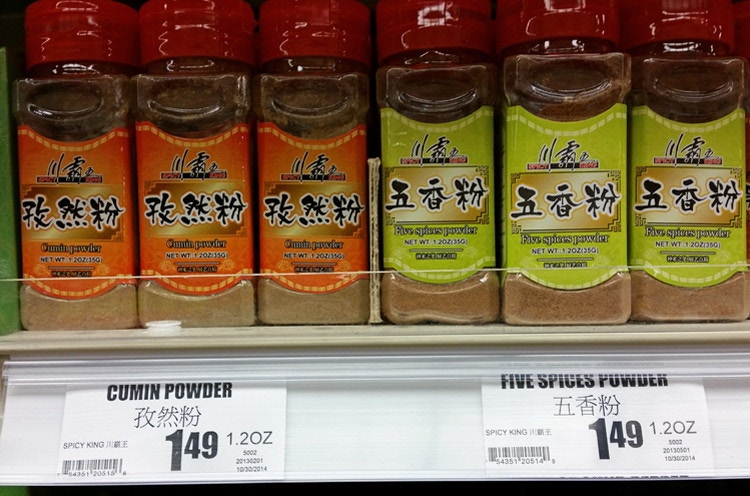 川霸王
SPICY KING
孜然粉
Cumin powder
NET WT. 1.2OZ(35G)
川霸王
SPICY KING
孜然粉
Cumin powder
NET WT. 1.2OZ(35G)
川霸王
SPICY KING
孜然粉
Cumin powder
NET WT. 1.2OZ(35G)
川霸王
SPICY KING
五香粉
Five spices powder
NET WT. 1.2OZ(35G)
川霸王
SPICY KING
五香粉
Five spices powder
NET WT. 1.2OZ(35G)
川霸王
SPICY KING
五香粉
Five spices powder
NET WT. 1.2OZ(35G)
CUMIN POWDER
孜然粉
SPICY KING 川霸王
149 1.2OZ
5002
20130201
10/30/2014
54351 20515
FIVE SPICES POWDER
五香粉
SPICY KING 川霸王
149 1.2OZ
5002
20130501
10/30/2014
54351 20514